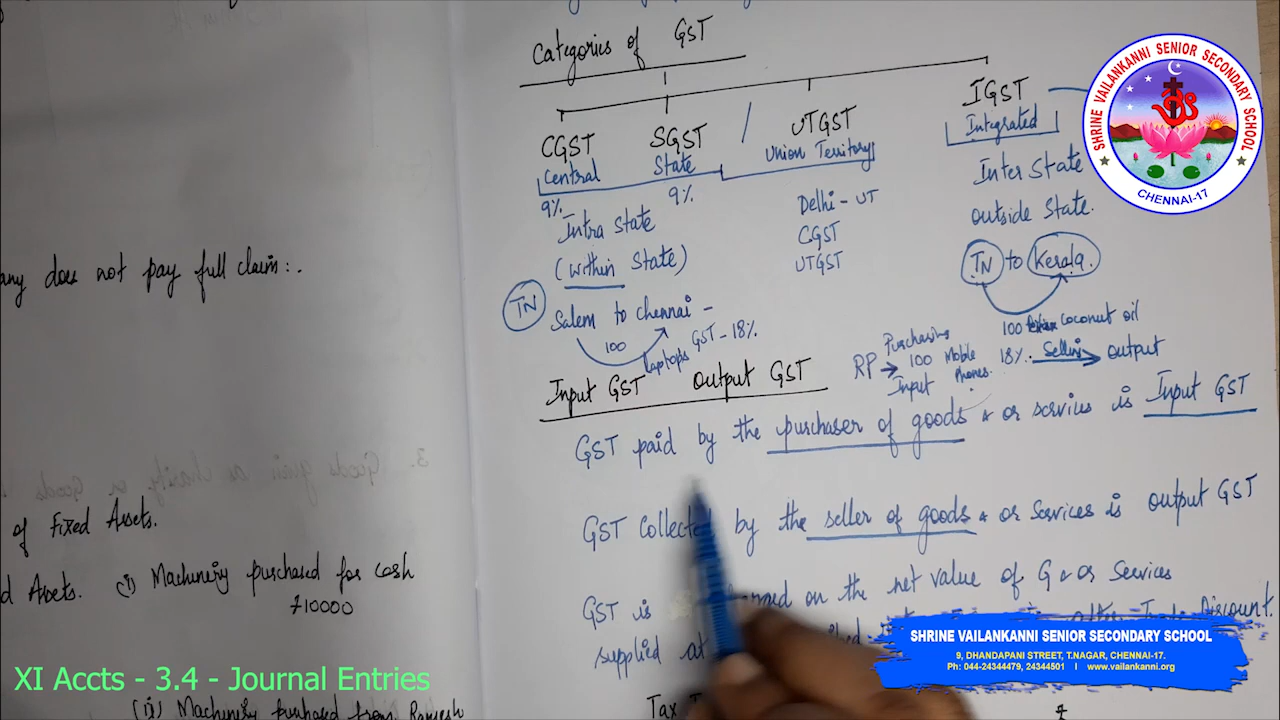 Categories of GST
CGST SGST / UTGST IGST
Central State Union Territory Integrated
9% 9%
Intra State
(within State)
TN Salem to Chennai -
100
laptops GST - 18%
Delhi - UT
CGST
UTGST
Inter State
outside State.
TN to Kerala.
100 coconut oil
18%. Selling output
RP Purchasing
100 Mobile
Input Phones.
Input GST Output GST
GST paid by the purchaser of goods & or services is Input GST
GST collected by the seller of goods & or services is output GST
GST is on the net value of G & or Services
supplied at Discount.
any does not pay full claim:.
of fixed Assets.
Assets. (i) Machinery purchased for cash
₹10000
(ii) Machinery purchased from Ramesh
XI Accts - 3.4 - Journal Entries
SHRINE VAILANKANNI SENIOR SECONDARY SCHOOL
CHENNAI-17
SHRINE VAILANKANNI SENIOR SECONDARY SCHOOL
9, DHANDAPANI STREET, T.NAGAR, CHENNAI-17.
Ph: 044-24344479, 24344501 I www.vailankanni.org